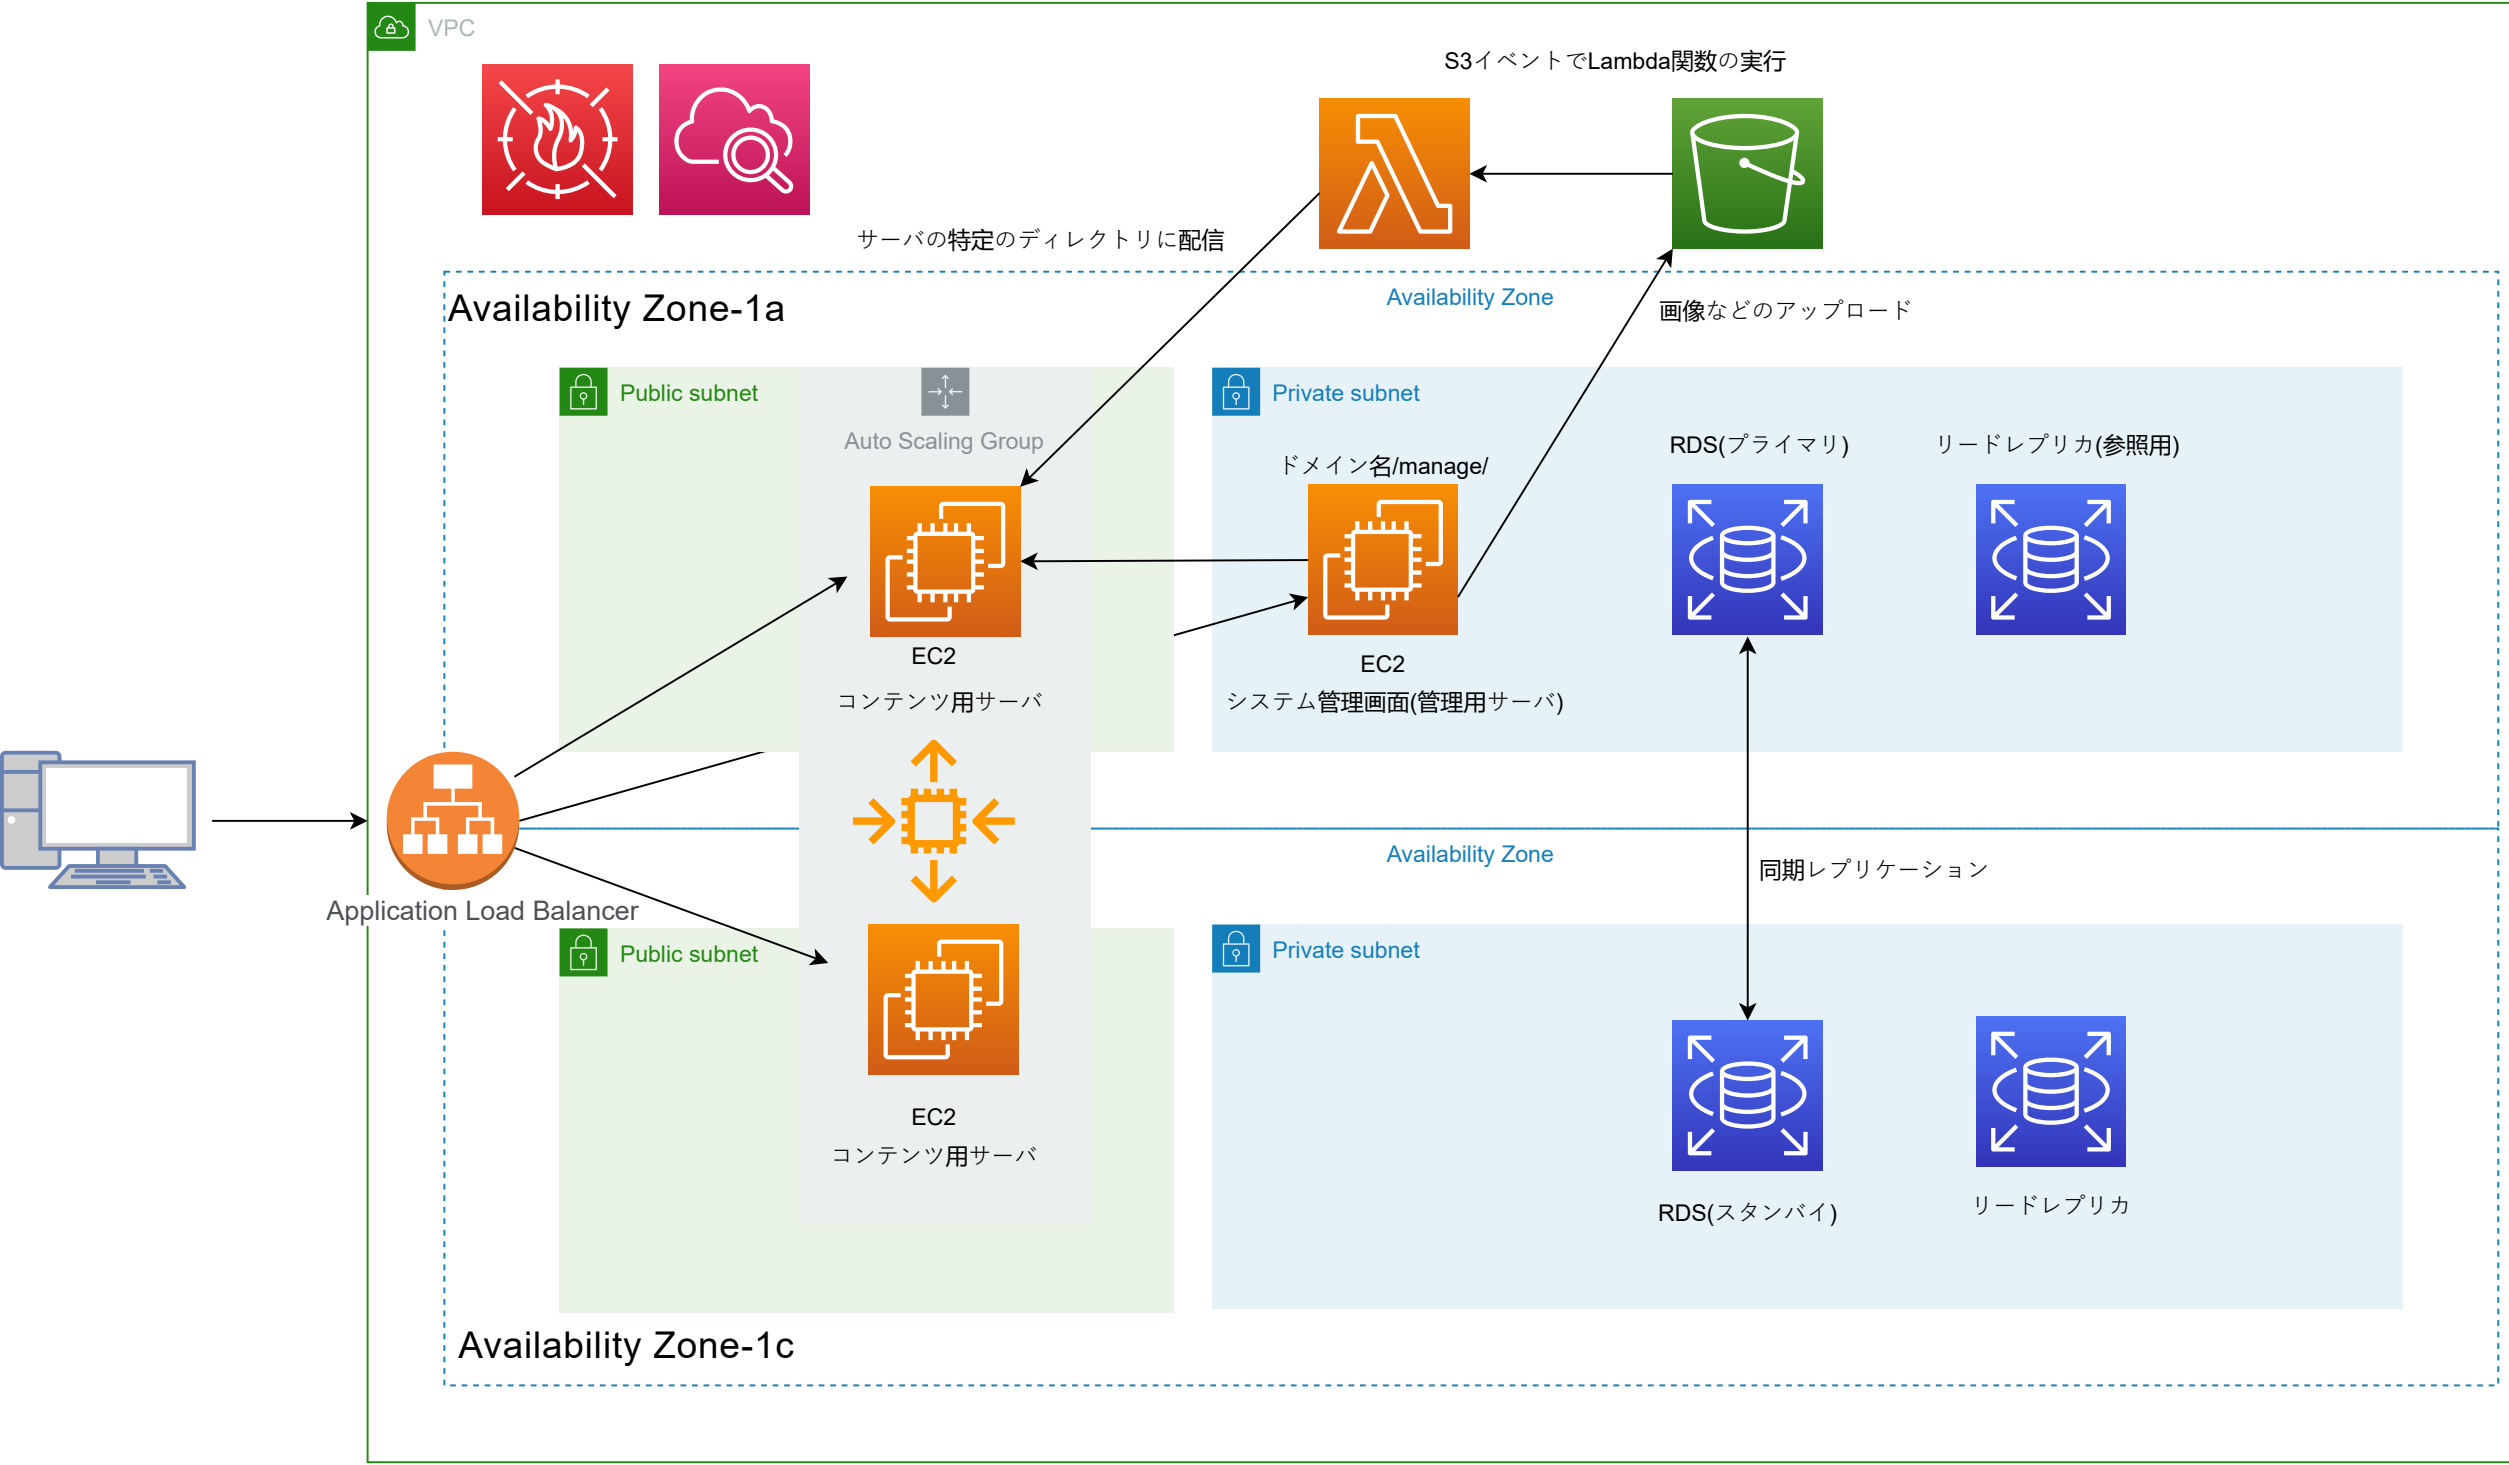 VPC
S3イベントでLambda関数の実行
サーバの特定のディレクトリに配信
Availability Zone-1a
Availability Zone
画像などのアップロード
Public subnet
Auto Scaling Group
Private subnet
ドメイン名/manage/
RDS(プライマリ)
リードレプリカ(参照用)
EC2
コンテンツ用サーバ
EC2
システム管理画面(管理用サーバ)
Availability Zone
同期レプリケーション
Application Load Balancer
Public subnet
Private subnet
EC2
コンテンツ用サーバ
RDS(スタンバイ)
リードレプリカ
Availability Zone-1c